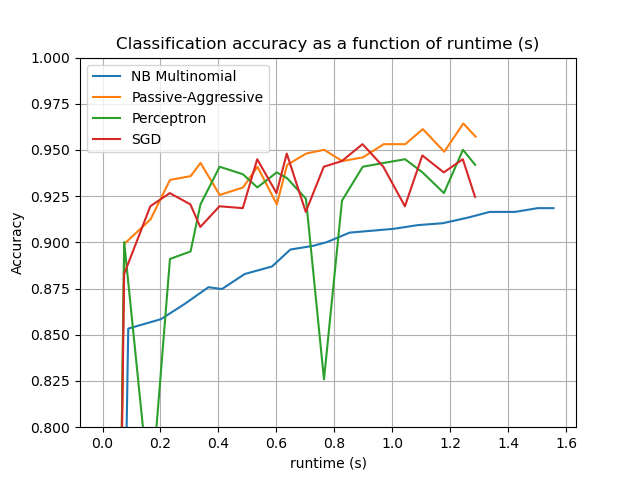 Classification accuracy as a function of runtime (s)
1.000
0.975
0.950
0.925
0.900
0.875
0.850
0.825
0.800
Accuracy
NB Multinomial
Passive-Aggressive
Perceptron
SGD
0.0 0.2 0.4 0.6 0.8 1.0 1.2 1.4 1.6
runtime (s)